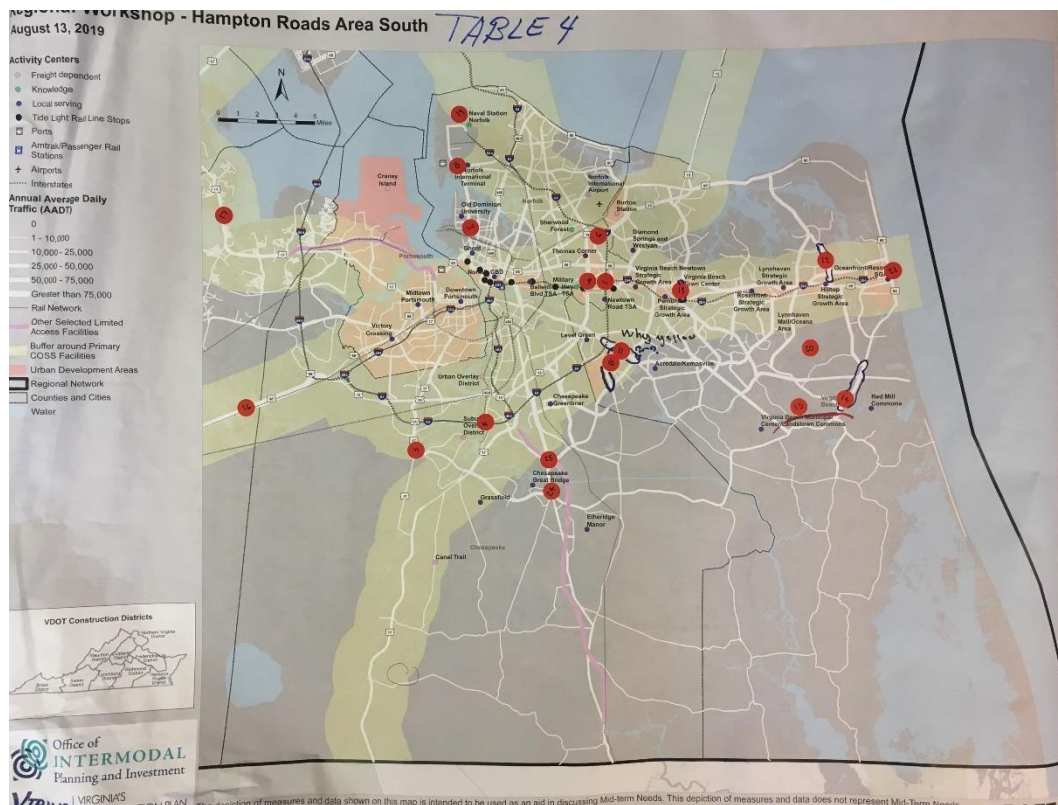 Regional Workshop - Hampton Roads Area South TABLE 4
August 13, 2019
Activity Centers
Freight dependent
Knowledge
Local serving
Tide Light Rail Line Stops
Ports
Amtrak/Passenger Rail
Stations
Airports
Interstates
Annual Average Daily
Traffic (AADT)
0
1 - 10,000
10,000 - 25,000
25,000 - 50,000
50,000 - 75,000
Greater than 75,000
Rail Network
Other Selected Limited
Access Facilities
Buffer around Primary
COSS Facilities
Urban Development Areas
Regional Network
Counties and Cities
Water
N
0 1 2 3 4 5
Miles
Naval Station
Norfolk
Norfolk
International
Terminal
Craney
Island
Old Dominion
University
Norfolk
Norfolk
International
Airport
Burton
Station
Sherwood
Forest
Diamond
Springs and
Wesleyan
Thomas Corner
Ghent
Portsmouth
Midtown
Portsmouth
Downtown
Portsmouth
Victory
Crossing
Military
Newtown
Road TSA
Virginia Beach Newtown
Strategic
Growth Area
Virginia Beach
Town Center
Strategic
Growth Area
Rosemont
Strategic
Growth Area
Lynnhaven
Strategic
Growth Area
Hilltop
Strategic
Growth Area
Oceanfront/Resort
SGA
Lynnhaven
Mall/Oceana
Area
Level Green
Why yellow
Acredale/Kempsville
Urban Overlay
District
Chesapeake
Greenbrier
Red Mill
Commons
Virginia Beach Municipal
Center/Landstown Commons
Chesapeake
Great Bridge
Grassfield
Etheridge
Manor
Chesapeake
Canal Trail
VDOT Construction Districts
Office of
INTERMODAL
Planning and Investment
VIRGINIA'S
The depiction of measures and data shown on this map is intended to be used as an aid in discussing Mid-term Needs. This depiction of measures and data does not represent Mid-Term Needs